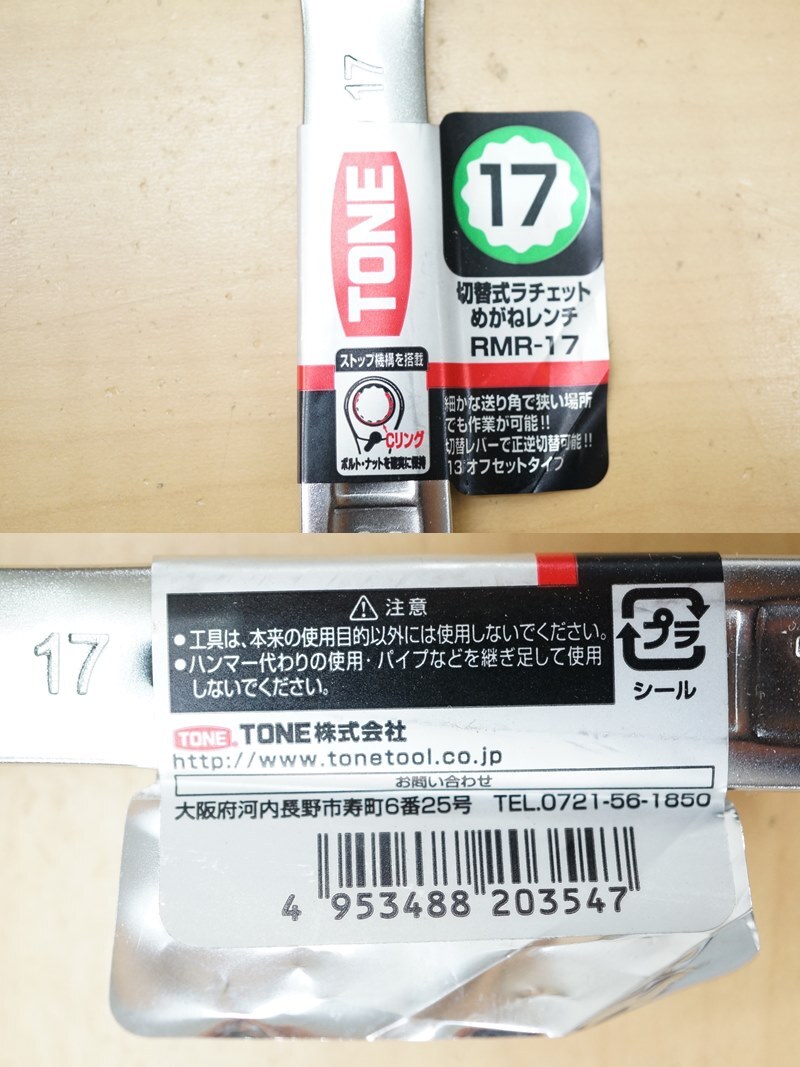 17
TONE
ストップ機構を搭載
Cリング
ボルト・ナットを確実に保持
17
切替式ラチェット
めがねレンチ
RMR-17
細かな送り角で狭い場所
でも作業が可能!!
切替レバーで正逆切替可能!!
13°オフセットタイプ
17
⚠注意
●工具は、本来の使用目的以外には使用しないでください。
●ハンマー代わりの使用・パイプなどを継ぎ足して使用
しないでください。
プラ
シール
TONE TONE株式会社
http://www.tonetool.co.jp
お問い合わせ
大阪府河内長野市寿町6番25号 TEL.0721-56-1850
4 953488 203547